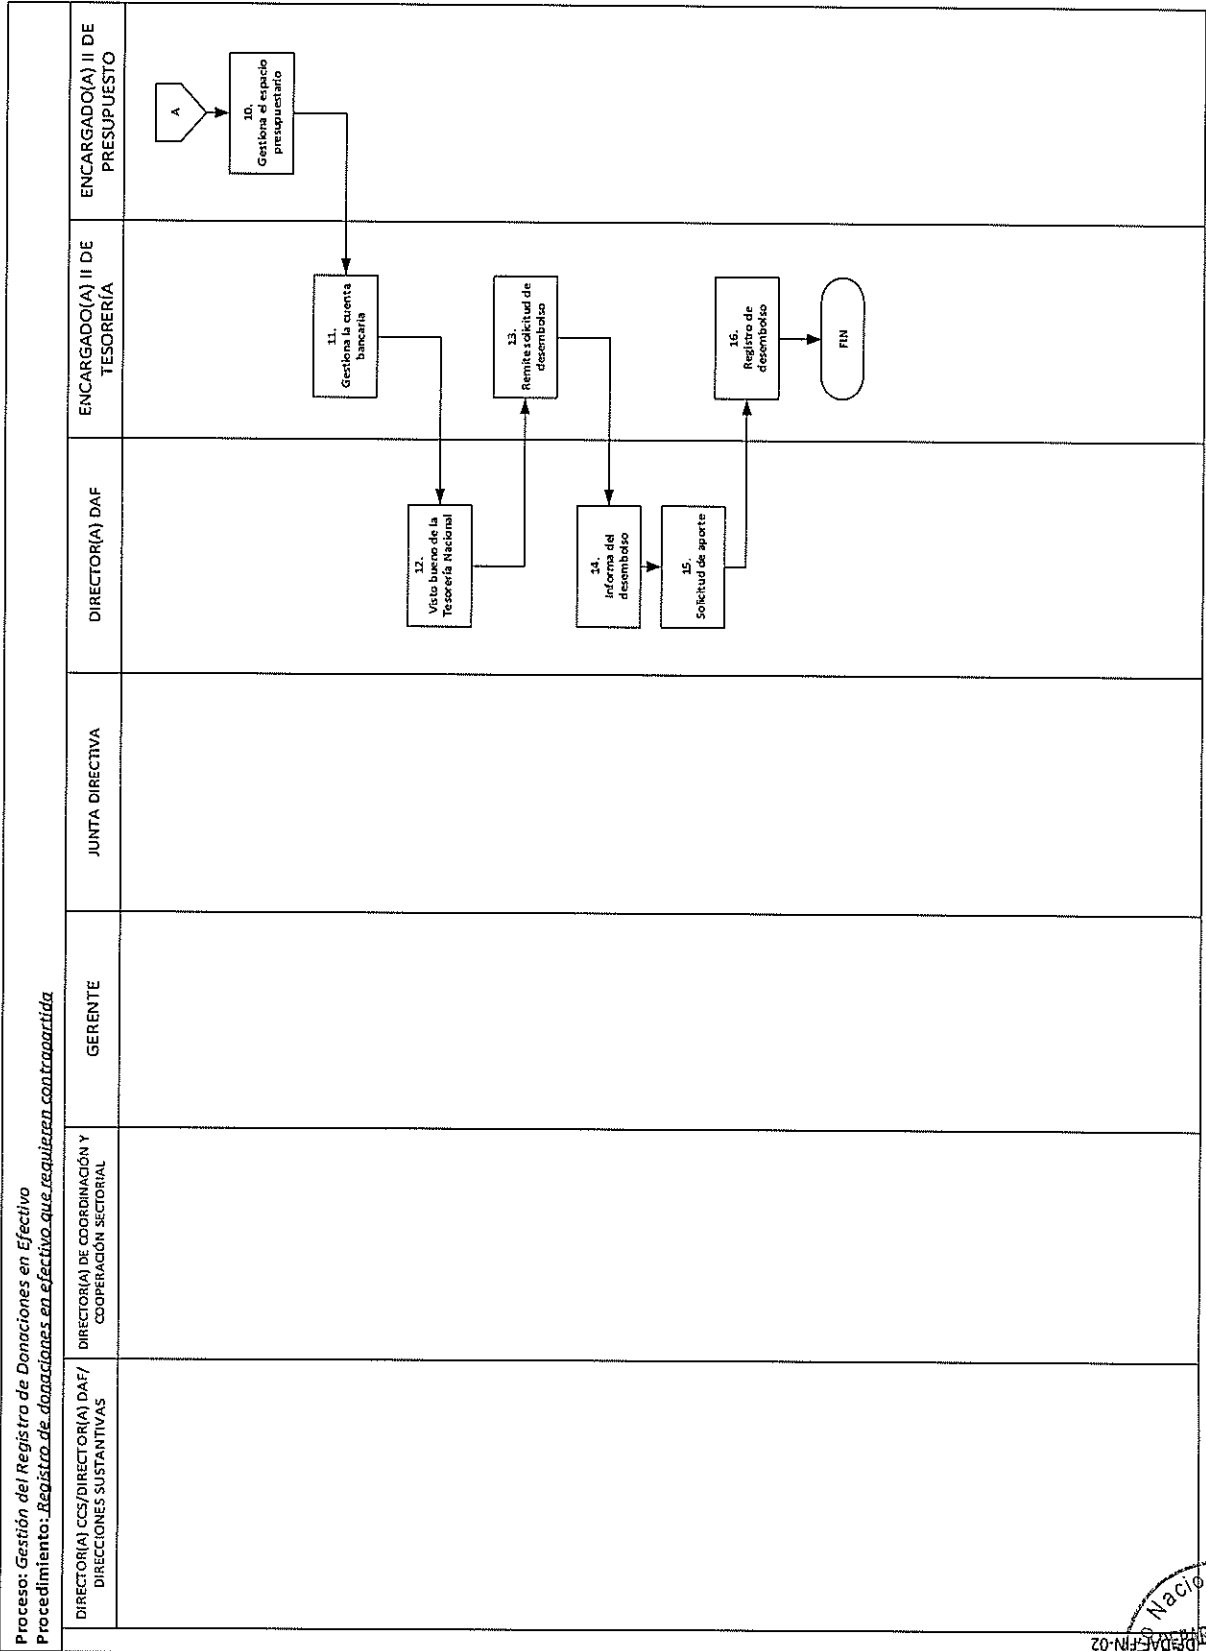 Proceso: Gestión del Registro de Donaciones en Efectivo
Procedimiento: Registro de donaciones en efectivo que requieren contrapartida
DIRECTOR(A) CCS/DIRECTOR(A) DAF/
DIRECCIONES SUSTANTIVAS
DIRECTOR(A) DE COORDINACIÓN Y
COOPERACIÓN SECTORIAL
GERENTE
JUNTA DIRECTIVA
DIRECTOR(A) DAF
ENCARGADO(A) II DE
TESORERÍA
ENCARGADO(A) II DE
PRESUPUESTO
A
10.
Gestiona el espacio
presupuestario
11.
Gestiona la cuenta
bancaria
12.
Visto bueno de la
Tesorería Nacional
13.
Remite solicitud de
desembolso
14.
Informa del
desembolso
15.
Solicitud de aporte
16.
Registro de
desembolso
FIN
Nacio
FIN-02